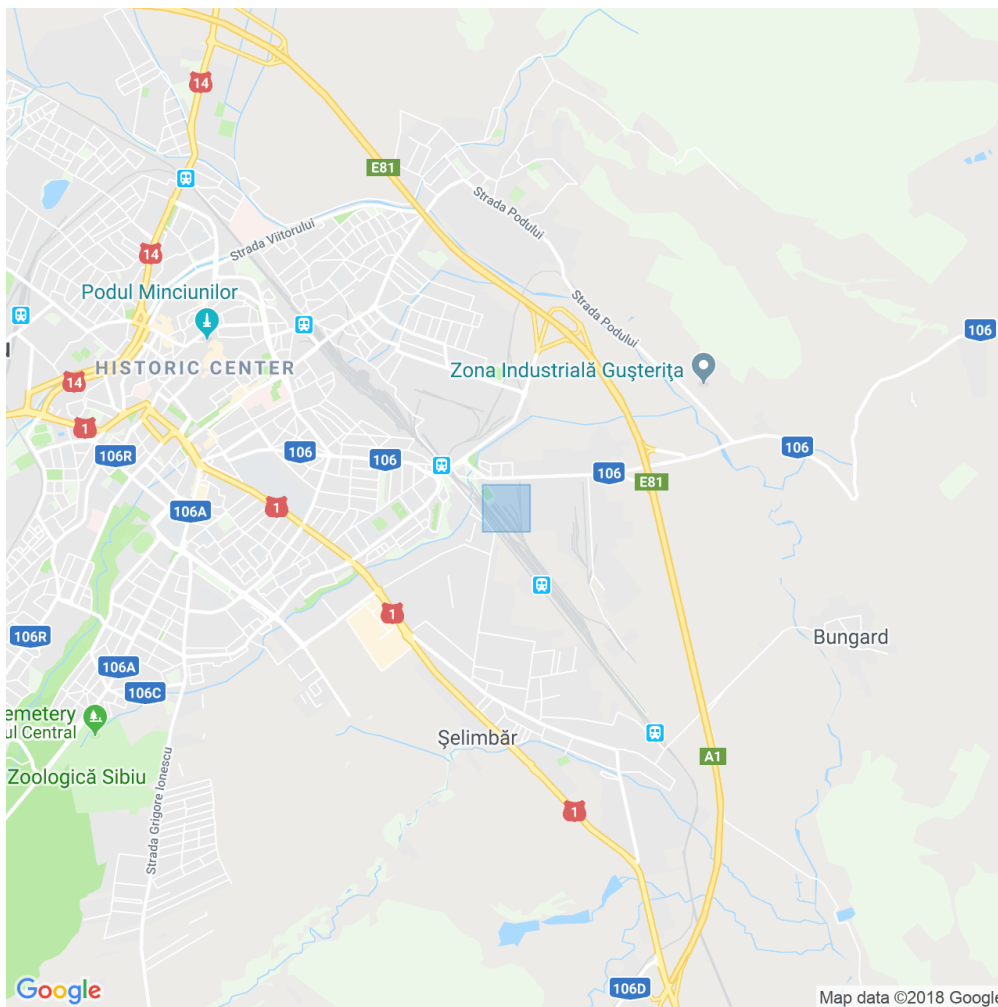 14
E81
Strada Podului
Strada Viitorului
14
Podul Minciunilor
Strada Podului
106
HISTORIC CENTER
Zona Industrială Gușterița
14
1
106R
106
106
106
106
E81
106A
1
1
106R
Bungard
106A
106C
emetery
ul Central
Şelimbăr
A1
Zoologică Sibiu
Strada Grigore Ionescu
1
106D
Google
Map data ©2018 Google